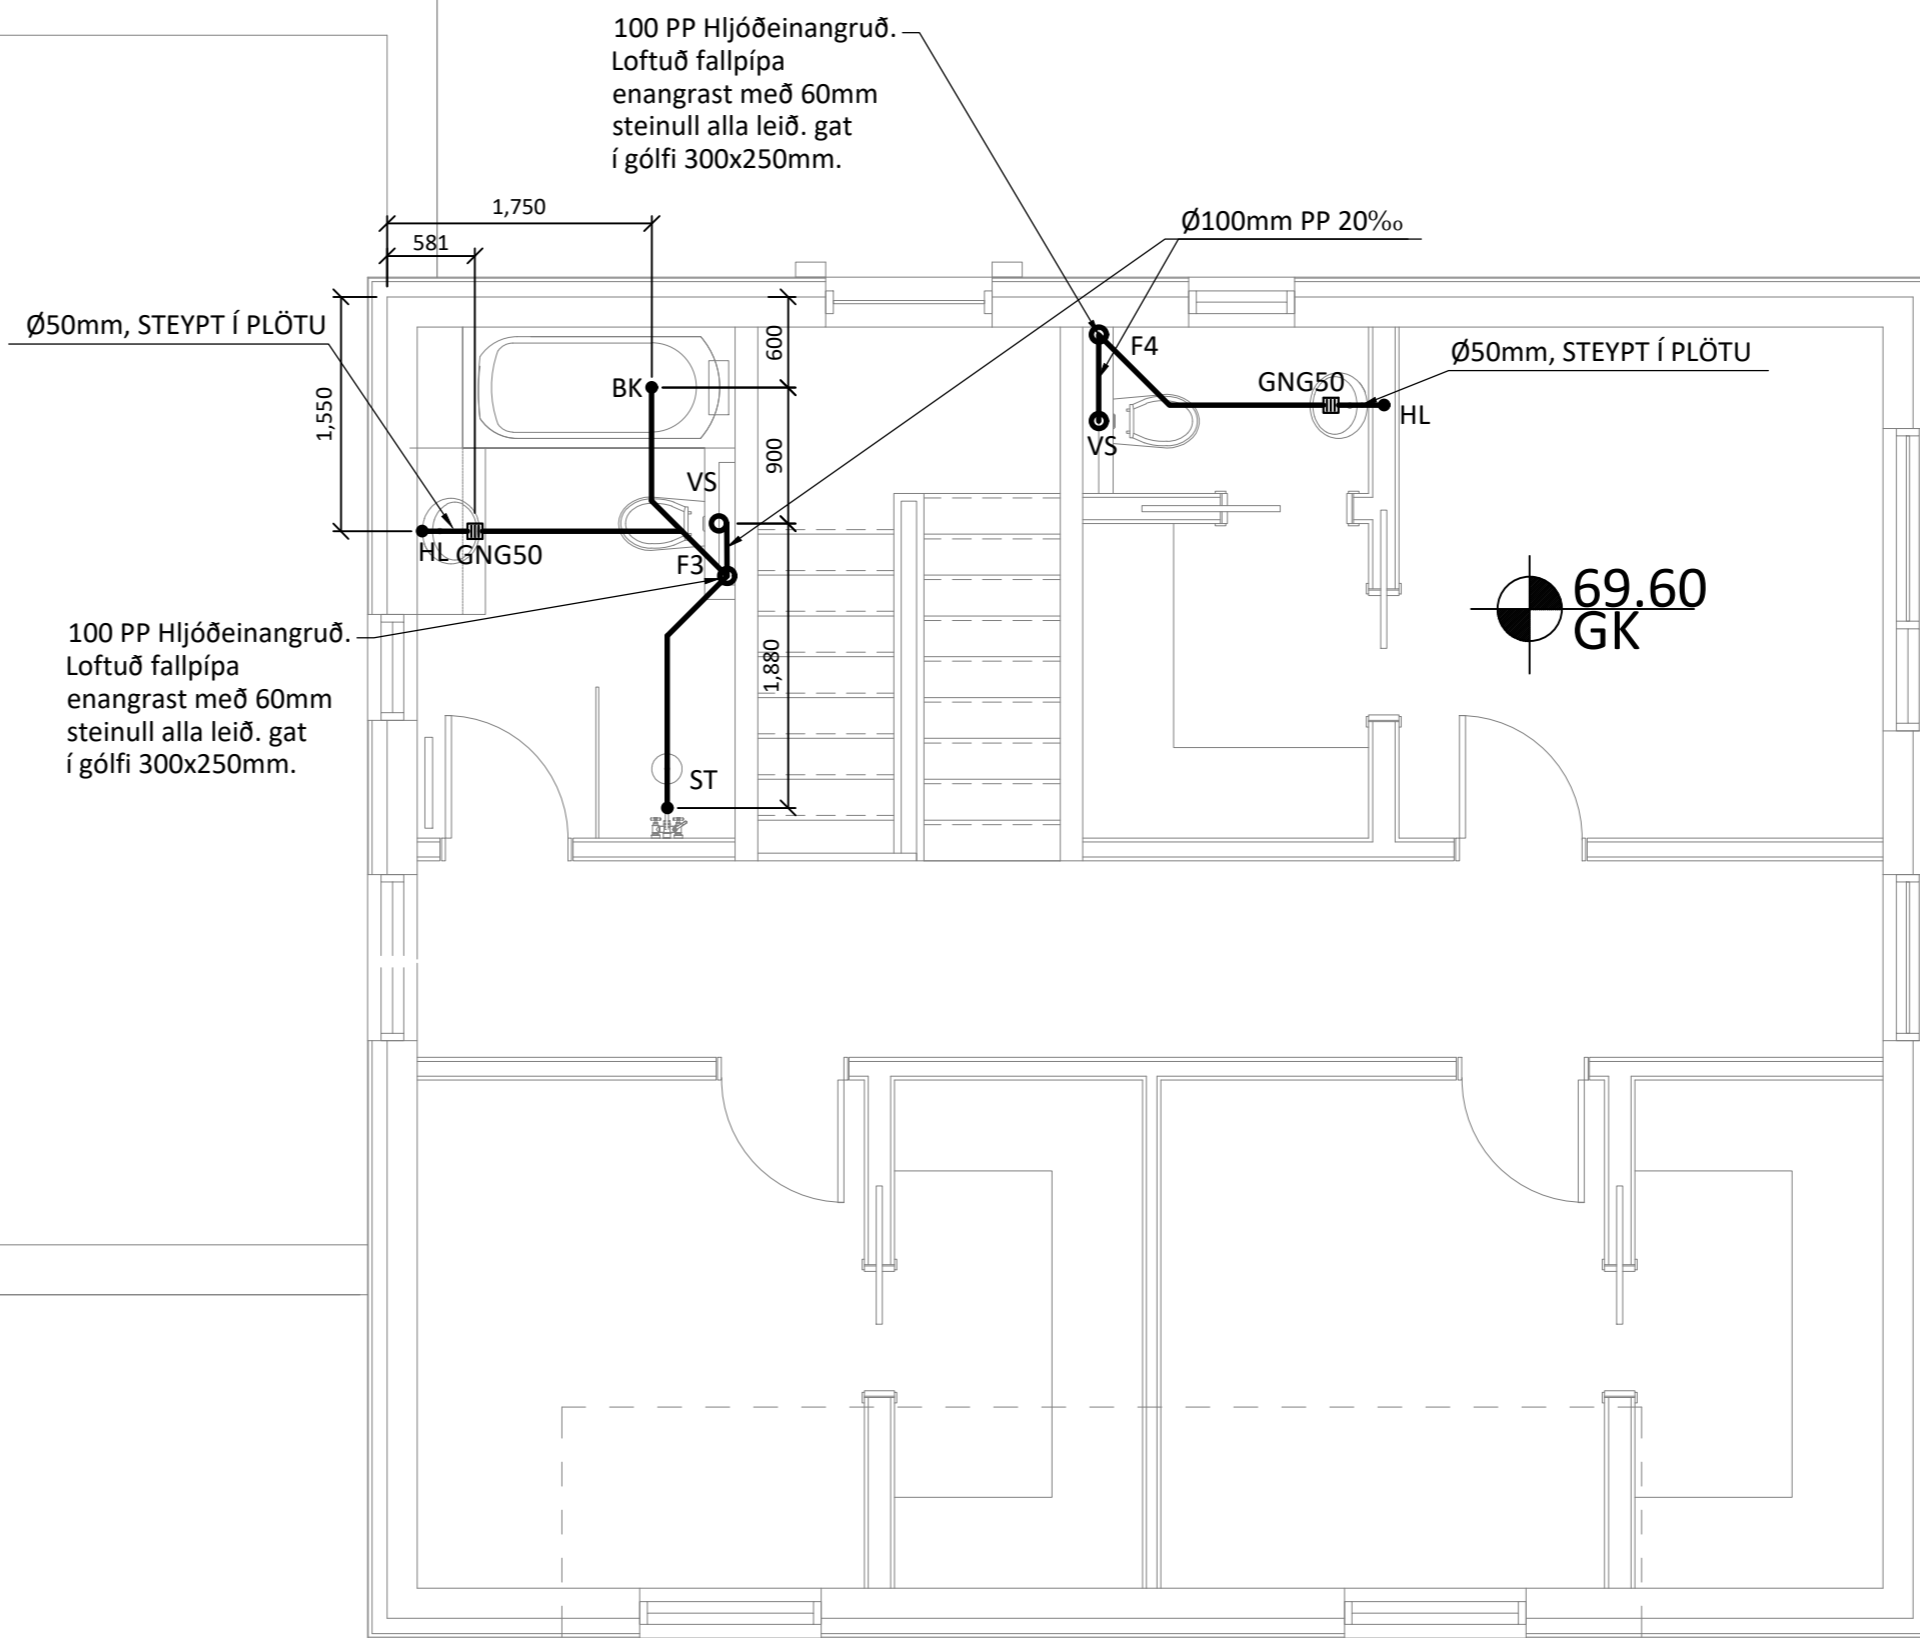 100 PP Hljóðeinangruð.
Loftuð fallpípa
enangrast með 60mm
steinull alla leið. gat
í gólfi 300x250mm.
1,750
581
Ø100mm PP 20‰
Ø50mm, STEYPT Í PLÖTU
1,550
600
F4
Ø50mm, STEYPT Í PLÖTU
BK
GNG50
HL
VS
900
VS
HL GNG50
F3
69.60
GK
100 PP Hljóðeinangruð.
Loftuð fallpípa
enangrast með 60mm
steinull alla leið. gat
í gólfi 300x250mm.
1,880
ST